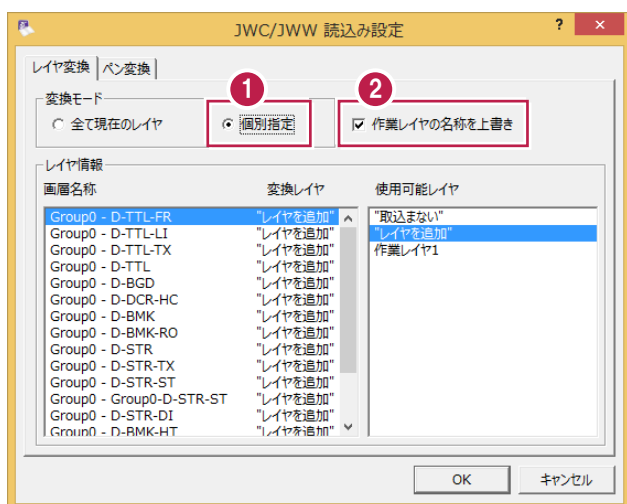 JWC/JWW 読込み設定
? ×
レイヤ変換 ペン変換
1 2
変換モード
全て現在のレイヤ 個別指定 作業レイヤの名称を上書き
レイヤ情報
画層名称 変換レイヤ 使用可能レイヤ
Group0 - D-TTL-FR "レイヤを追加" "取込まない"
Group0 - D-TTL-LI "レイヤを追加" "レイヤを追加"
Group0 - D-TTL-TX "レイヤを追加" 作業レイヤ1
Group0 - D-TTL "レイヤを追加"
Group0 - D-BGD "レイヤを追加"
Group0 - D-DCR-HC "レイヤを追加"
Group0 - D-BMK "レイヤを追加"
Group0 - D-BMK-RO "レイヤを追加"
Group0 - D-STR "レイヤを追加"
Group0 - D-STR-TX "レイヤを追加"
Group0 - D-STR-ST "レイヤを追加"
Group0 - Group0-D-STR-ST "レイヤを追加"
Group0 - D-STR-DI "レイヤを追加"
Group0 - D-BMK-HT "レイヤを追加"
OK キャンセル